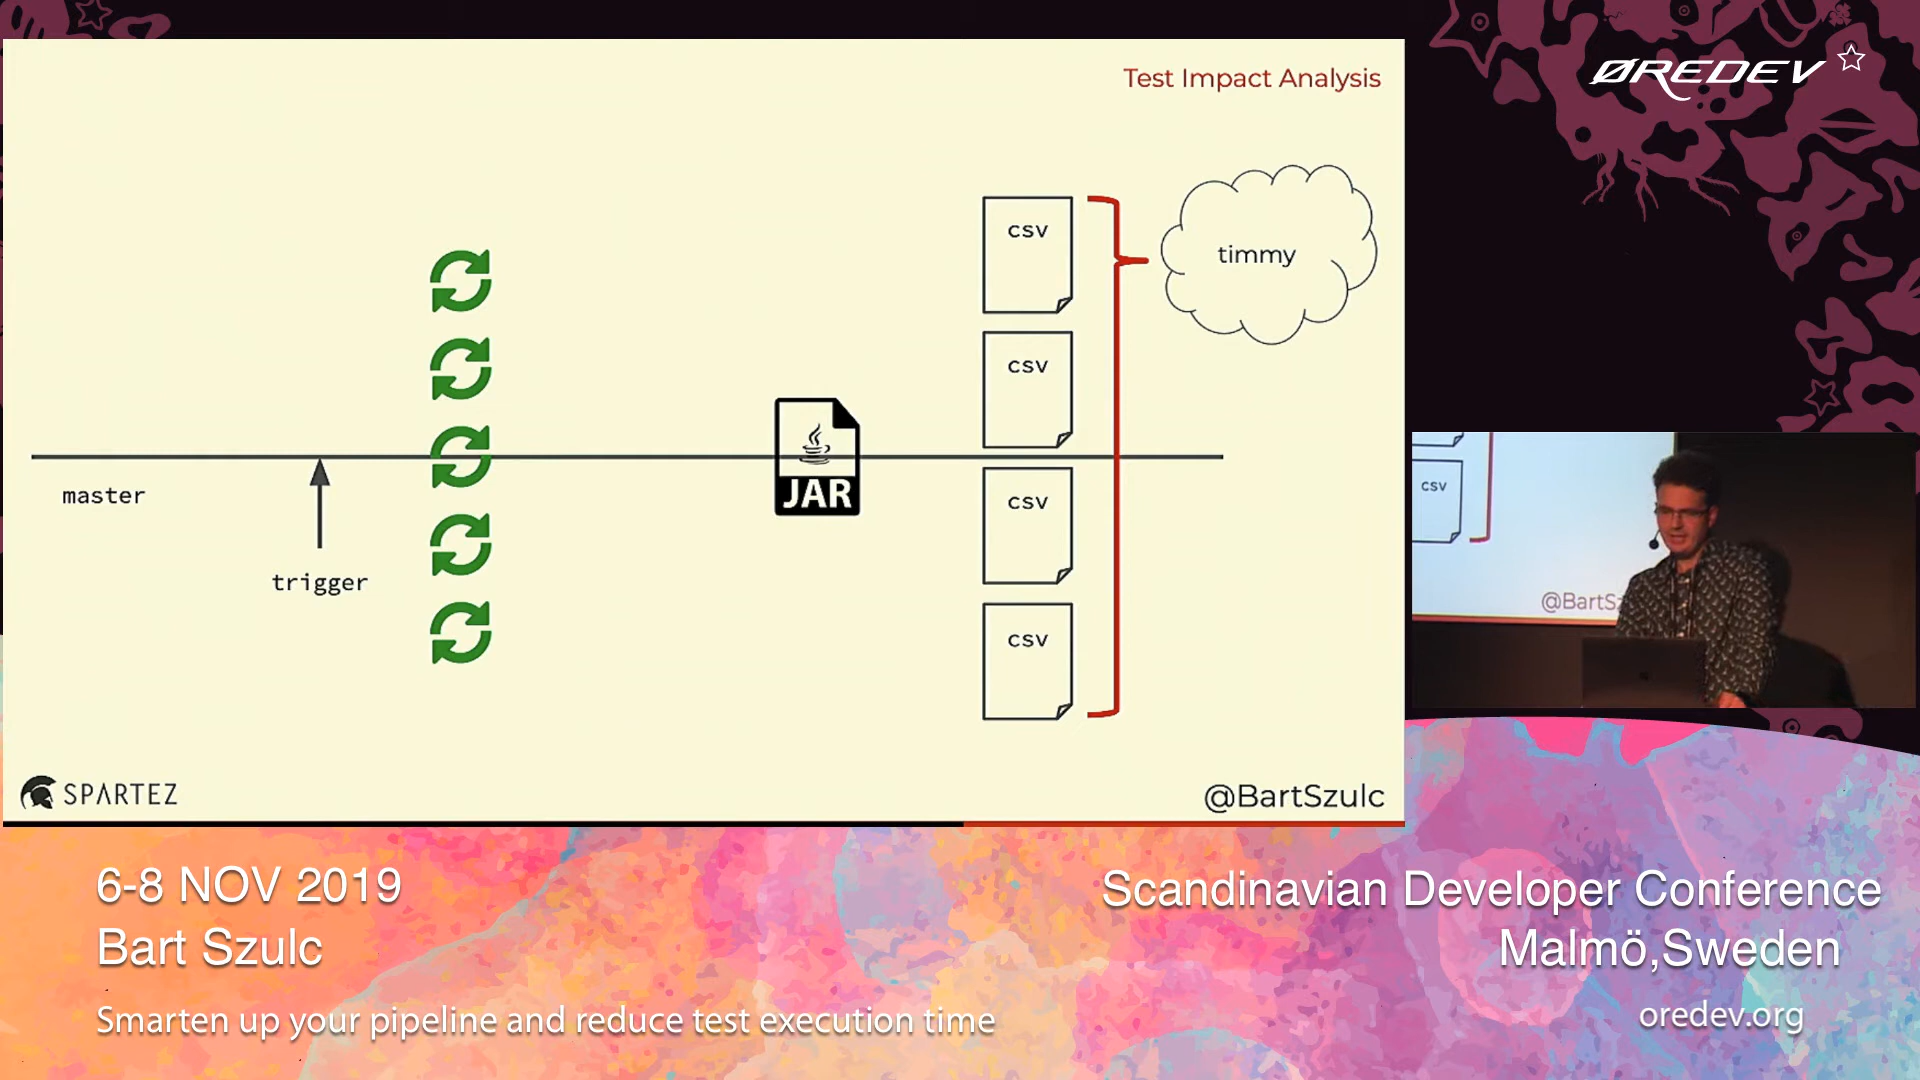 Test Impact Analysis
ØREDEV
csv
timmy
csv
JAR
csv
master
trigger
csv
SPARTEZ
@BartSzulc
csv
@BartSz
6-8 NOV 2019
Bart Szulc
Smarten up your pipeline and reduce test execution time
Scandinavian Developer Conference
Malmö,Sweden
oredev.org